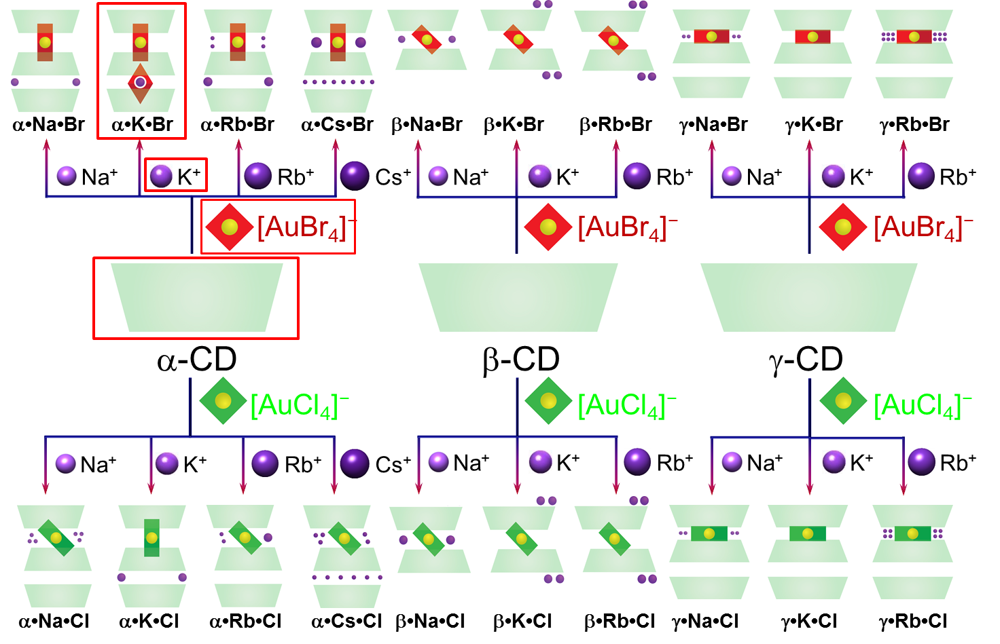 α•Na•Br α•K•Br α•Rb•Br α•Cs•Br β•Na•Br β•K•Br β•Rb•Br γ•Na•Br γ•K•Br γ•Rb•Br
Na⁺ K⁺ Rb⁺ Cs⁺ Na⁺ K⁺ Rb⁺ Na⁺ K⁺ Rb⁺
[AuBr₄]⁻ [AuBr₄]⁻ [AuBr₄]⁻
α-CD β-CD γ-CD
[AuCl₄]⁻ [AuCl₄]⁻ [AuCl₄]⁻
Na⁺ K⁺ Rb⁺ Cs⁺ Na⁺ K⁺ Rb⁺ Na⁺ K⁺ Rb⁺
α•Na•Cl α•K•Cl α•Rb•Cl α•Cs•Cl β•Na•Cl β•K•Cl β•Rb•Cl γ•Na•Cl γ•K•Cl γ•Rb•Cl